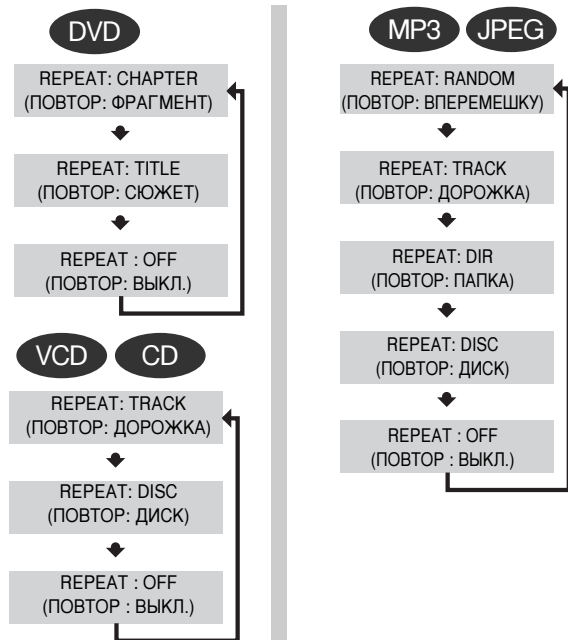 DVD
REPEAT: CHAPTER
(ПОВТОР: ФРАГМЕНТ)
REPEAT: TITLE
(ПОВТОР: СЮЖЕТ)
REPEAT : OFF
(ПОВТОР: ВЫКЛ.)
VCD CD
REPEAT: TRACK
(ПОВТОР: ДОРОЖКА)
REPEAT: DISC
(ПОВТОР: ДИСК)
REPEAT : OFF
(ПОВТОР : ВЫКЛ.)
MP3 JPEG
REPEAT: RANDOM
(ПОВТОР: ВПЕРЕМЕШКУ)
REPEAT: TRACK
(ПОВТОР: ДОРОЖКА)
REPEAT: DIR
(ПОВТОР: ПАПКА)
REPEAT: DISC
(ПОВТОР: ДИСК)
REPEAT : OFF
(ПОВТОР : ВЫКЛ.)